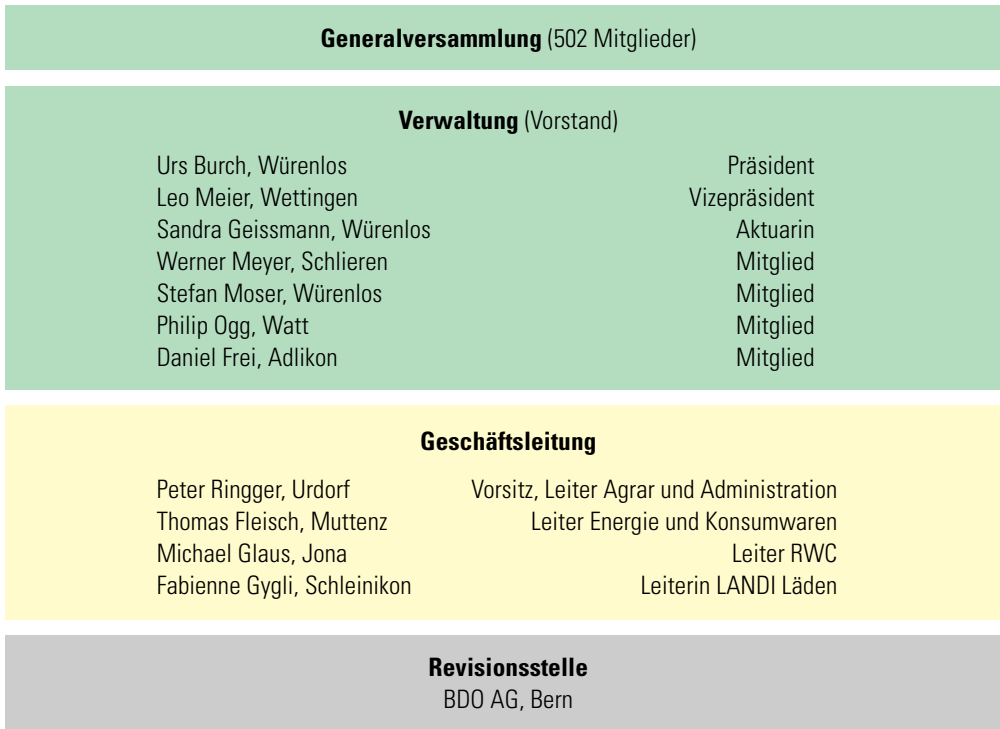 Generalversammlung (502 Mitglieder)
Verwaltung (Vorstand)
Urs Burch, Würenlos Präsident
Leo Meier, Wettingen Vizepräsident
Sandra Geissmann, Würenlos Aktuarin
Werner Meyer, Schlieren Mitglied
Stefan Moser, Würenlos Mitglied
Philip Ogg, Watt Mitglied
Daniel Frei, Adlikon Mitglied
Geschäftsleitung
Peter Ringger, Urdorf Vorsitz, Leiter Agrar und Administration
Thomas Fleisch, Muttenz Leiter Energie und Konsumwaren
Michael Glaus, Jona Leiter RWC
Fabienne Gygli, Schleinikon Leiterin LANDI Läden
Revisionsstelle
BDO AG, Bern